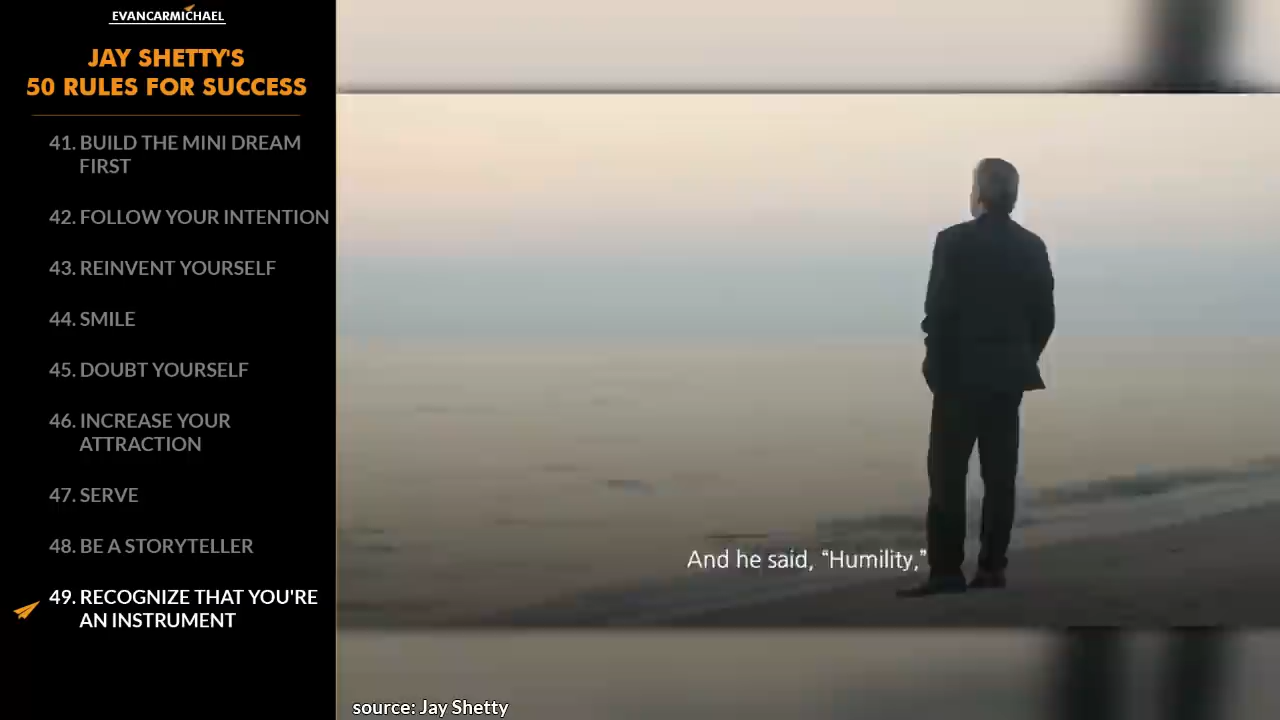 EVANCARMICHAEL
JAY SHETTY'S
50 RULES FOR SUCCESS
41. BUILD THE MINI DREAM
FIRST
42. FOLLOW YOUR INTENTION
43. REINVENT YOURSELF
44. SMILE
45. DOUBT YOURSELF
46. INCREASE YOUR
ATTRACTION
47. SERVE
48. BE A STORYTELLER
49. RECOGNIZE THAT YOU'RE
AN INSTRUMENT
And he said, “Humility,”
source: Jay Shetty